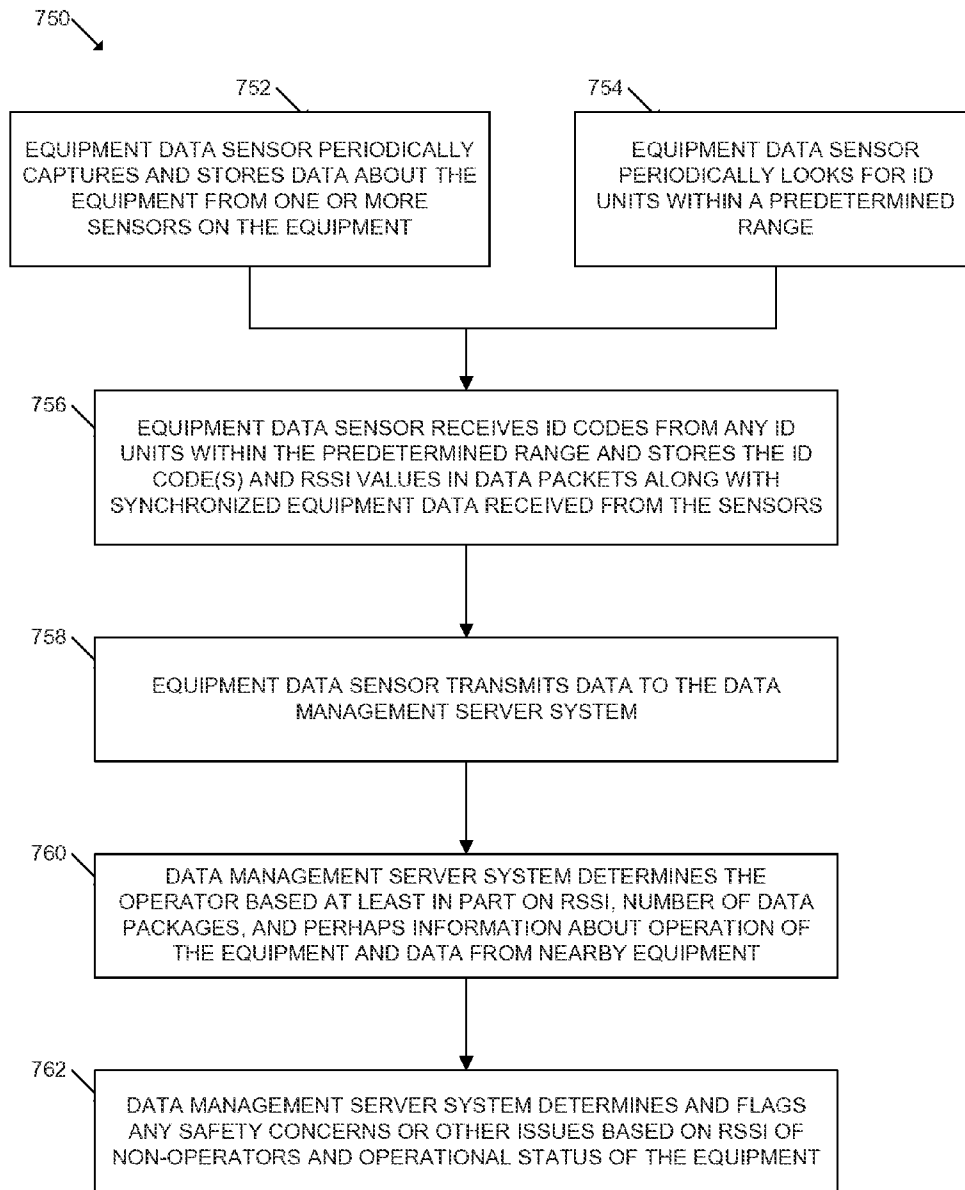 750
752
754
EQUIPMENT DATA SENSOR PERIODICALLY
CAPTURES AND STORES DATA ABOUT THE
EQUIPMENT FROM ONE OR MORE
SENSORS ON THE EQUIPMENT
EQUIPMENT DATA SENSOR
PERIODICALLY LOOKS FOR ID
UNITS WITHIN A PREDETERMINED
RANGE
756
EQUIPMENT DATA SENSOR RECEIVES ID CODES FROM ANY ID
UNITS WITHIN THE PREDETERMINED RANGE AND STORES THE ID
CODE(S) AND RSSI VALUES IN DATA PACKETS ALONG WITH
SYNCHRONIZED EQUIPMENT DATA RECEIVED FROM THE SENSORS
758
EQUIPMENT DATA SENSOR TRANSMITS DATA TO THE DATA
MANAGEMENT SERVER SYSTEM
760
DATA MANAGEMENT SERVER SYSTEM DETERMINES THE
OPERATOR BASED AT LEAST IN PART ON RSSI, NUMBER OF DATA
PACKAGES, AND PERHAPS INFORMATION ABOUT OPERATION OF
THE EQUIPMENT AND DATA FROM NEARBY EQUIPMENT
762
DATA MANAGEMENT SERVER SYSTEM DETERMINES AND FLAGS
ANY SAFETY CONCERNS OR OTHER ISSUES BASED ON RSSI OF
NON-OPERATORS AND OPERATIONAL STATUS OF THE EQUIPMENT